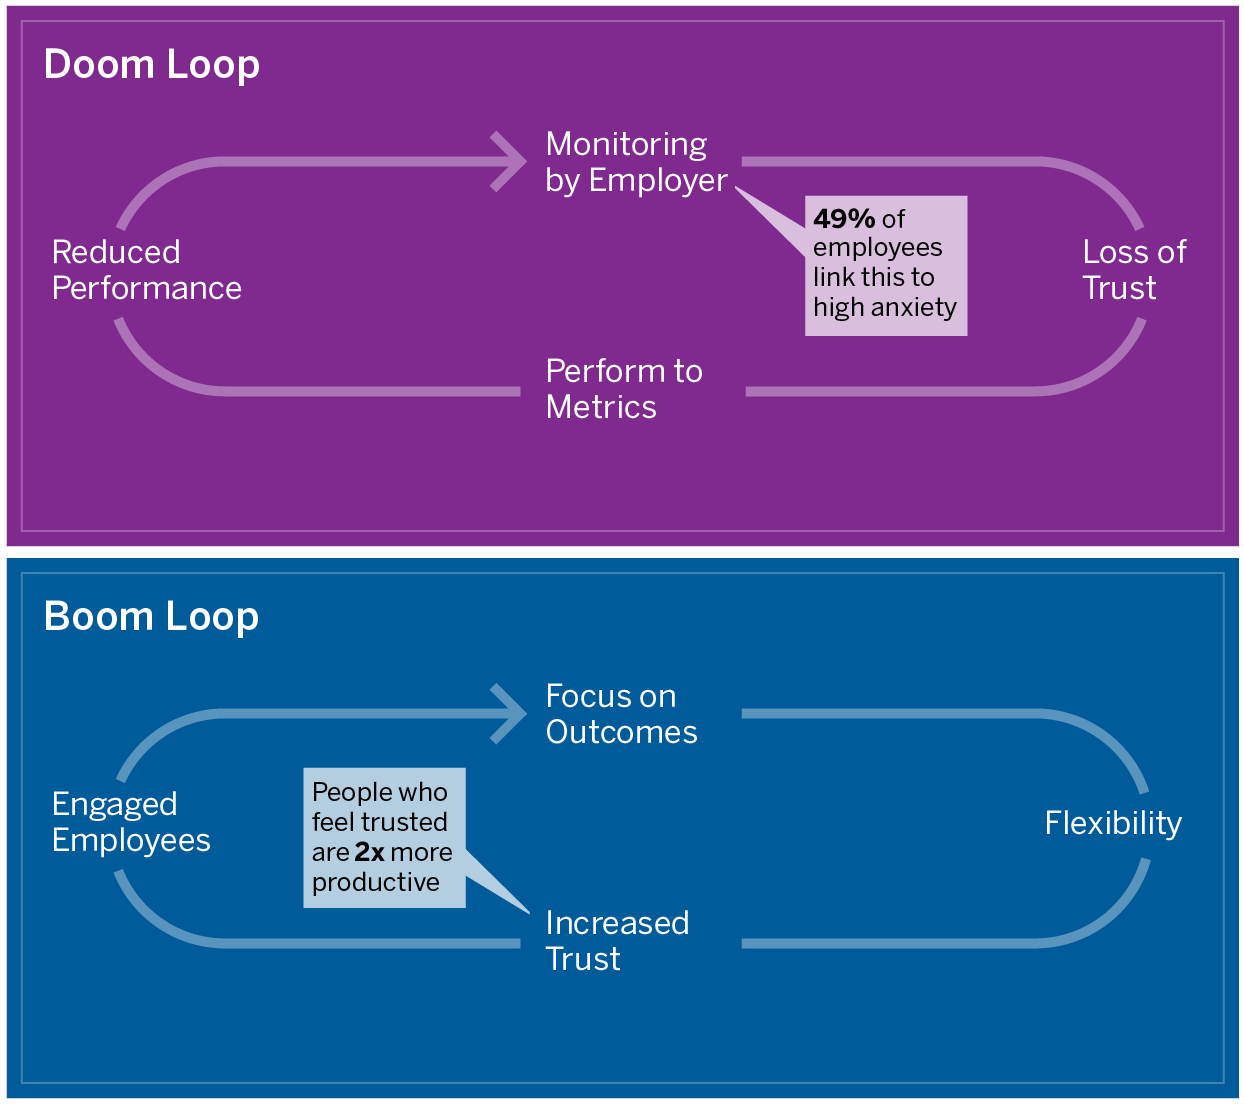 Doom Loop
Monitoring
by Employer
49% of
employees
link this to
high anxiety
Reduced
Performance
Loss of
Trust
Perform to
Metrics
Boom Loop
Focus on
Outcomes
People who
feel trusted
are 2x more
productive
Engaged
Employees
Flexibility
Increased
Trust